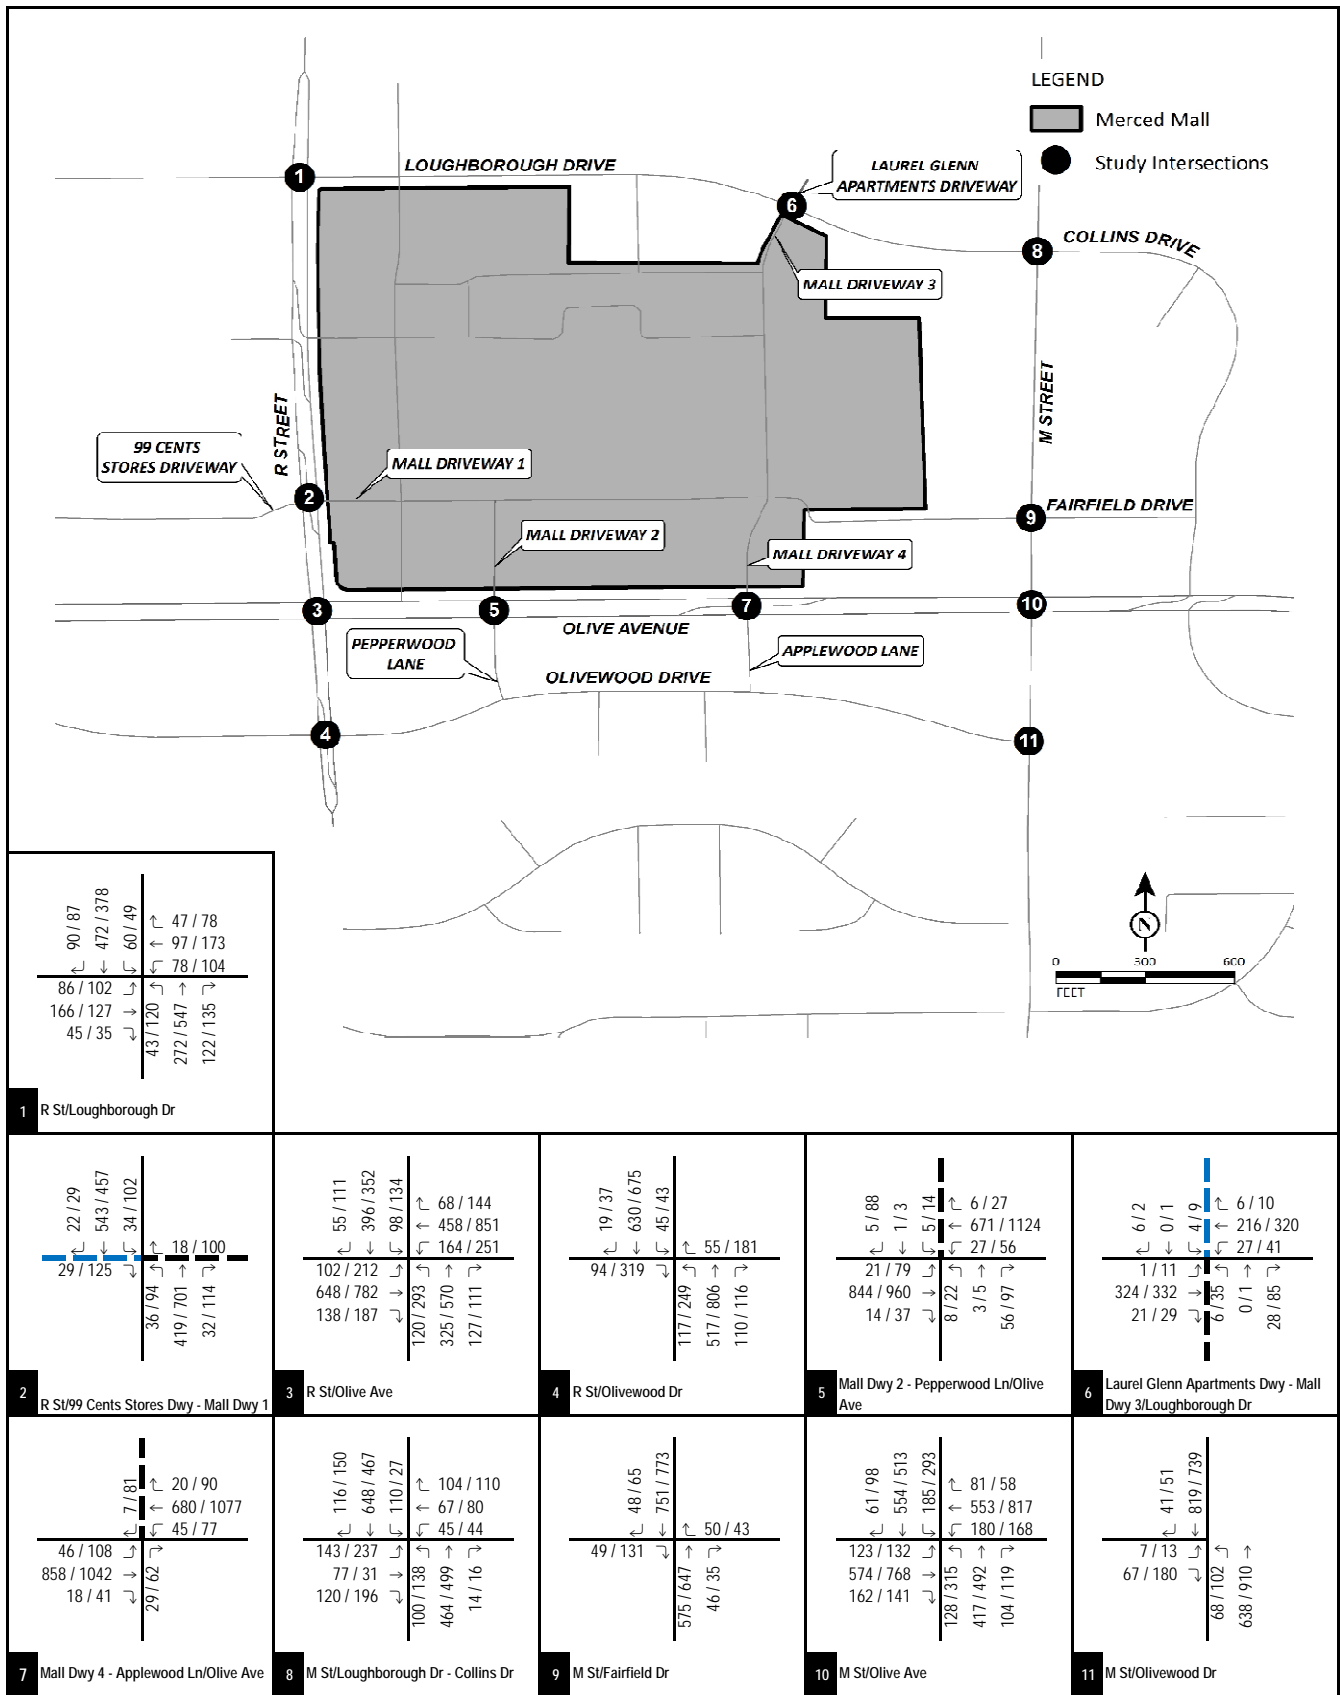 LEGEND
Merced Mall
Study Intersections
LOUGHBOROUGH DRIVE
LAUREL GLENN
APARTMENTS DRIVEWAY
1
6
8
COLLINS DRIVE
MALL DRIVEWAY 3
R STREET
M STREET
99 CENTS
STORES DRIVEWAY
MALL DRIVEWAY 1
2
FAIRFIELD DRIVE
9
MALL DRIVEWAY 2
MALL DRIVEWAY 4
3
5
7
10
OLIVE AVENUE
PEPPERWOOD
LANE
APPLEWOOD LANE
OLIVEWOOD DRIVE
4
11
N
0 300 600
FEET
90 / 87
472 / 378
60 / 49
47 / 78
97 / 173
78 / 104
86 / 102
166 / 127
45 / 35
43 / 120
272 / 547
122 / 135
1 R St/Loughborough Dr
22 / 29
543 / 457
34 / 102
18 / 100
29 / 125
36 / 94
419 / 701
32 / 114
2 R St/99 Cents Stores Dwy - Mall Dwy 1
55 / 111
396 / 352
98 / 134
68 / 144
458 / 851
164 / 251
102 / 212
648 / 782
138 / 187
120 / 293
325 / 570
127 / 111
3 R St/Olive Ave
19 / 37
630 / 675
45 / 43
55 / 181
94 / 319
117 / 249
517 / 806
110 / 116
4 R St/Olivewood Dr
5 / 88
1 / 3
5 / 14
6 / 27
671 / 1124
27 / 56
21 / 79
844 / 960
14 / 37
8 / 22
3 / 5
56 / 97
5 Mall Dwy 2 - Pepperwood Ln/Olive
Ave
6 / 2
0 / 1
4 / 9
6 / 10
216 / 320
27 / 41
1 / 11
324 / 332
21 / 29
6 / 35
0 / 1
28 / 85
6 Laurel Glenn Apartments Dwy - Mall
Dwy 3/Loughborough Dr
7 / 81
20 / 90
680 / 1077
45 / 77
46 / 108
858 / 1042
18 / 41
29 / 62
7 Mall Dwy 4 - Applewood Ln/Olive Ave
116 / 150
648 / 467
110 / 27
104 / 110
67 / 80
45 / 44
143 / 237
77 / 31
120 / 196
100 / 138
464 / 499
14 / 16
8 M St/Loughborough Dr - Collins Dr
48 / 65
751 / 773
50 / 43
49 / 131
575 / 647
46 / 35
9 M St/Fairfield Dr
61 / 98
554 / 513
185 / 293
81 / 58
553 / 817
180 / 168
123 / 132
574 / 768
162 / 141
128 / 315
417 / 492
104 / 119
10 M St/Olive Ave
41 / 51
819 / 739
7 / 13
67 / 180
68 / 102
638 / 910
11 M St/Olivewood Dr